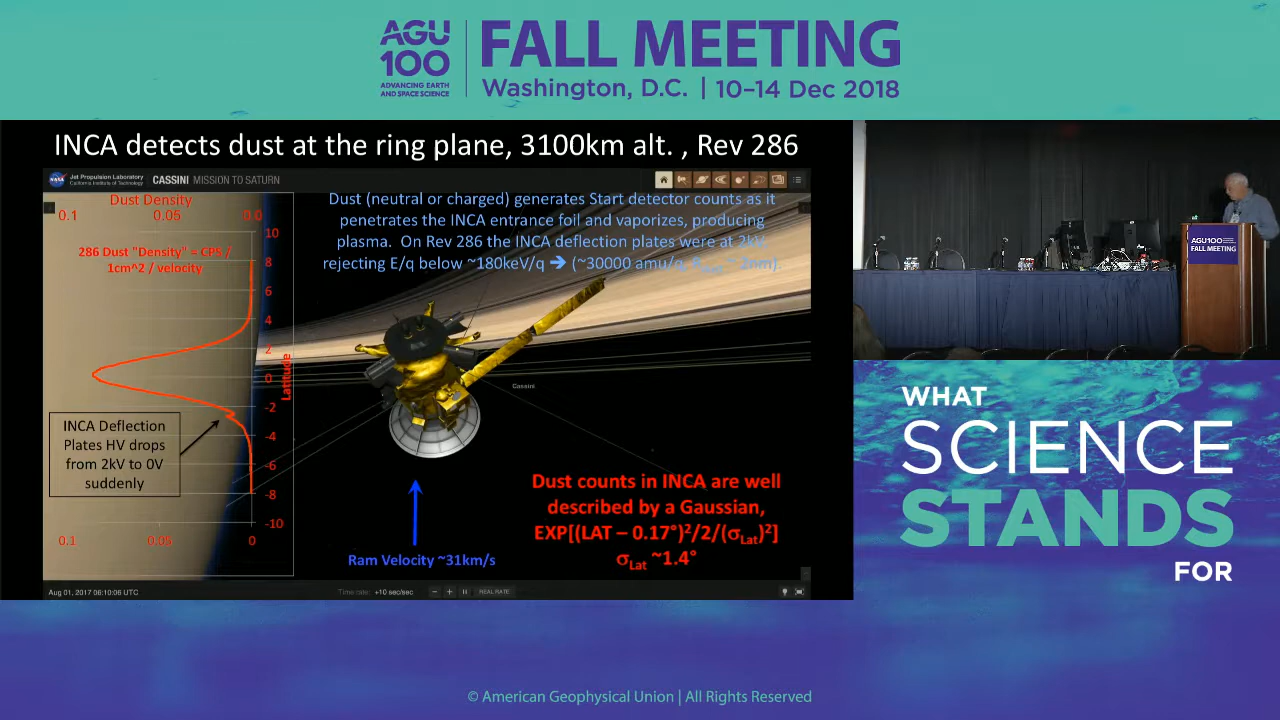 AGU
100
ADVANCING EARTH
AND SPACE SCIENCE
FALL MEETING
Washington, D.C. | 10–14 Dec 2018
INCA detects dust at the ring plane, 3100km alt. , Rev 286
NASA
Jet Propulsion Laboratory
California Institute of Technology
CASSINI MISSION TO SATURN
Dust Density
0.1 0.05 0.0
286 Dust "Density" = CPS /
1cm^2 / velocity
10
8
6
4
2
0
-2
-4
-6
-8
-10
Latitude
0.1 0.05 0
INCA Deflection
Plates HV drops
from 2kV to 0V
suddenly
Dust (neutral or charged) generates Start detector counts as it
penetrates the INCA entrance foil and vaporizes, producing
plasma. On Rev 286 the INCA deflection plates were at 2kV,
rejecting E/q below ~180keV/q ➔ (~30000 amu/q, ~ 2nm).
Cassini
Ram Velocity ~31km/s
Dust counts in INCA are well
described by a Gaussian,
EXP[(LAT – 0.17°)²/2/(σLat)²]
σLat ~1.4°
Aug 01, 2017 06:10:06 UTC
Time rate: +10 sec/sec
REAL RATE
AGU100
FALL MEETING
WHAT
SCIENCE
STANDS
FOR
© American Geophysical Union | All Rights Reserved